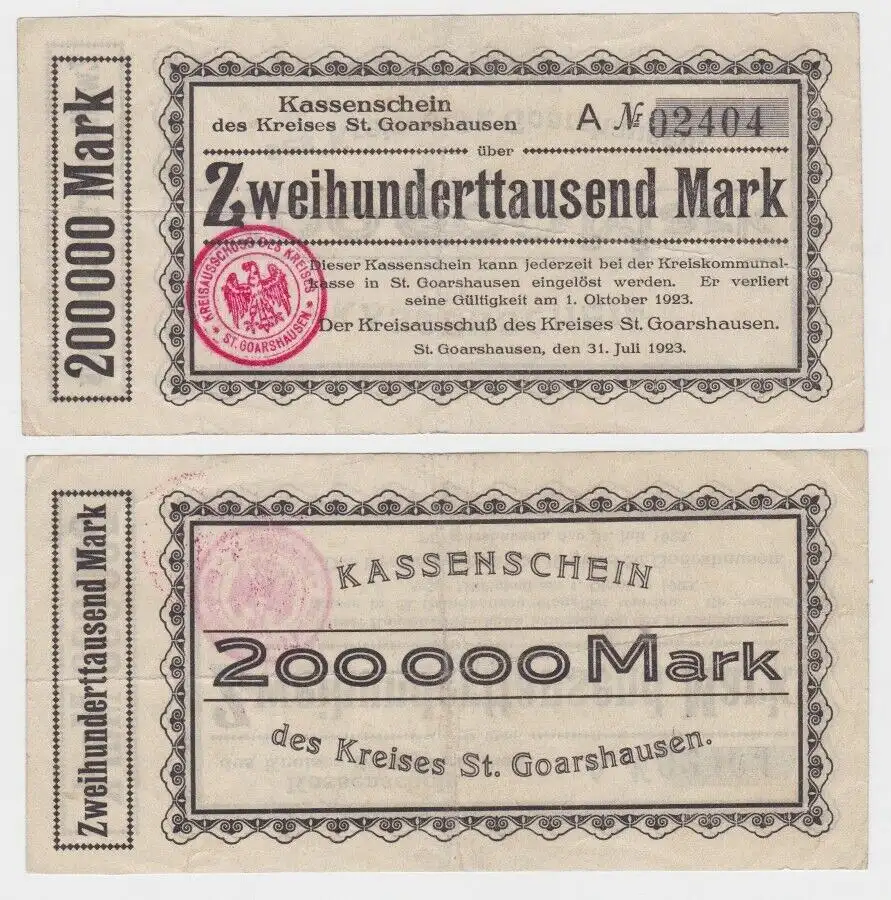 200000 Mark
Kassenschein
des Kreises St. Goarshausen
A № 02404
über
Zweihunderttausend Mark
Dieser Kassenschein kann jederzeit bei der Kreiskommunal-
kasse in St. Goarshausen eingelöst werden. Er verliert
seine Gültigkeit am 1. Oktober 1923.
Der Kreisausschuß des Kreises St. Goarshausen.
St. Goarshausen, den 31. Juli 1923.
KREISAUSSCHUSS DES KREISES
* ST. GOARSHAUSEN *
Zweihunderttausend Mark
KASSENSCHEIN
200000 Mark
des Kreises St. Goarshausen.